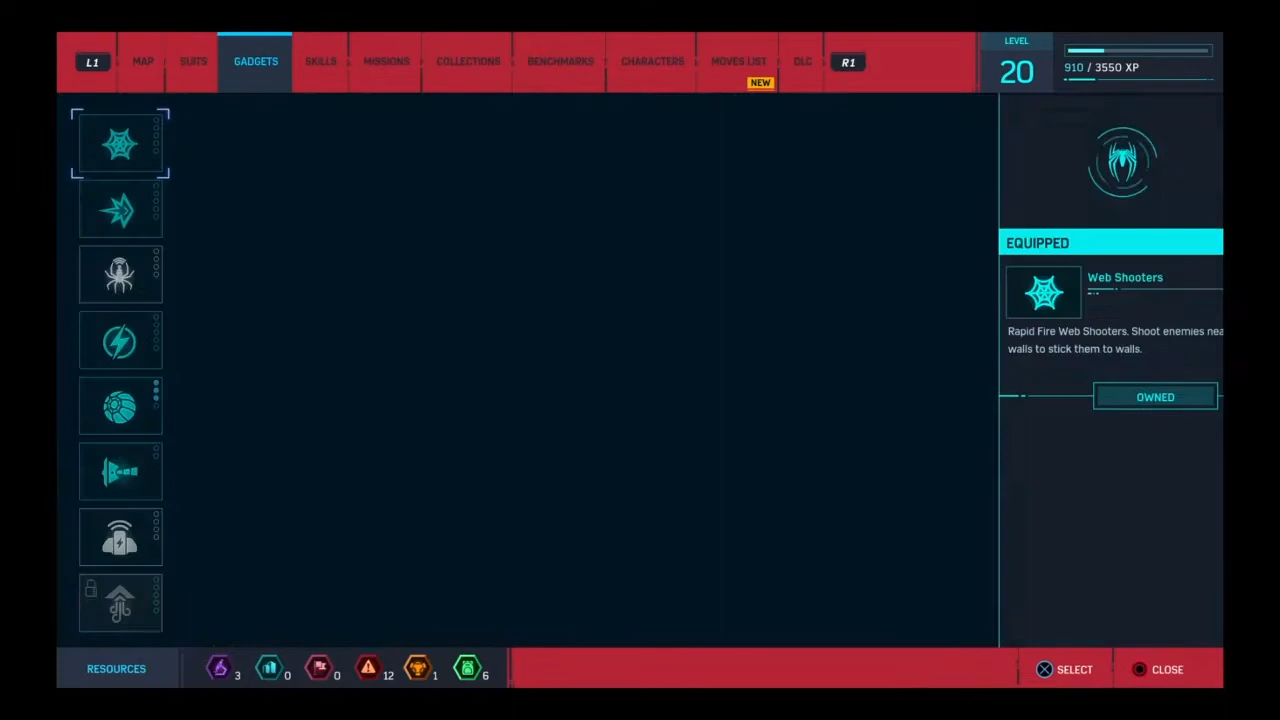 L1
MAP
SUITS
GADGETS
SKILLS
MISSIONS
COLLECTIONS
BENCHMARKS
CHARACTERS
MOVES LIST
NEW
DLC
R1
LEVEL
20
910 / 3550 XP
EQUIPPED
Web Shooters
Rapid Fire Web Shooters. Shoot enemies nea
walls to stick them to walls.
OWNED
RESOURCES
3
0
0
12
1
6
SELECT
CLOSE